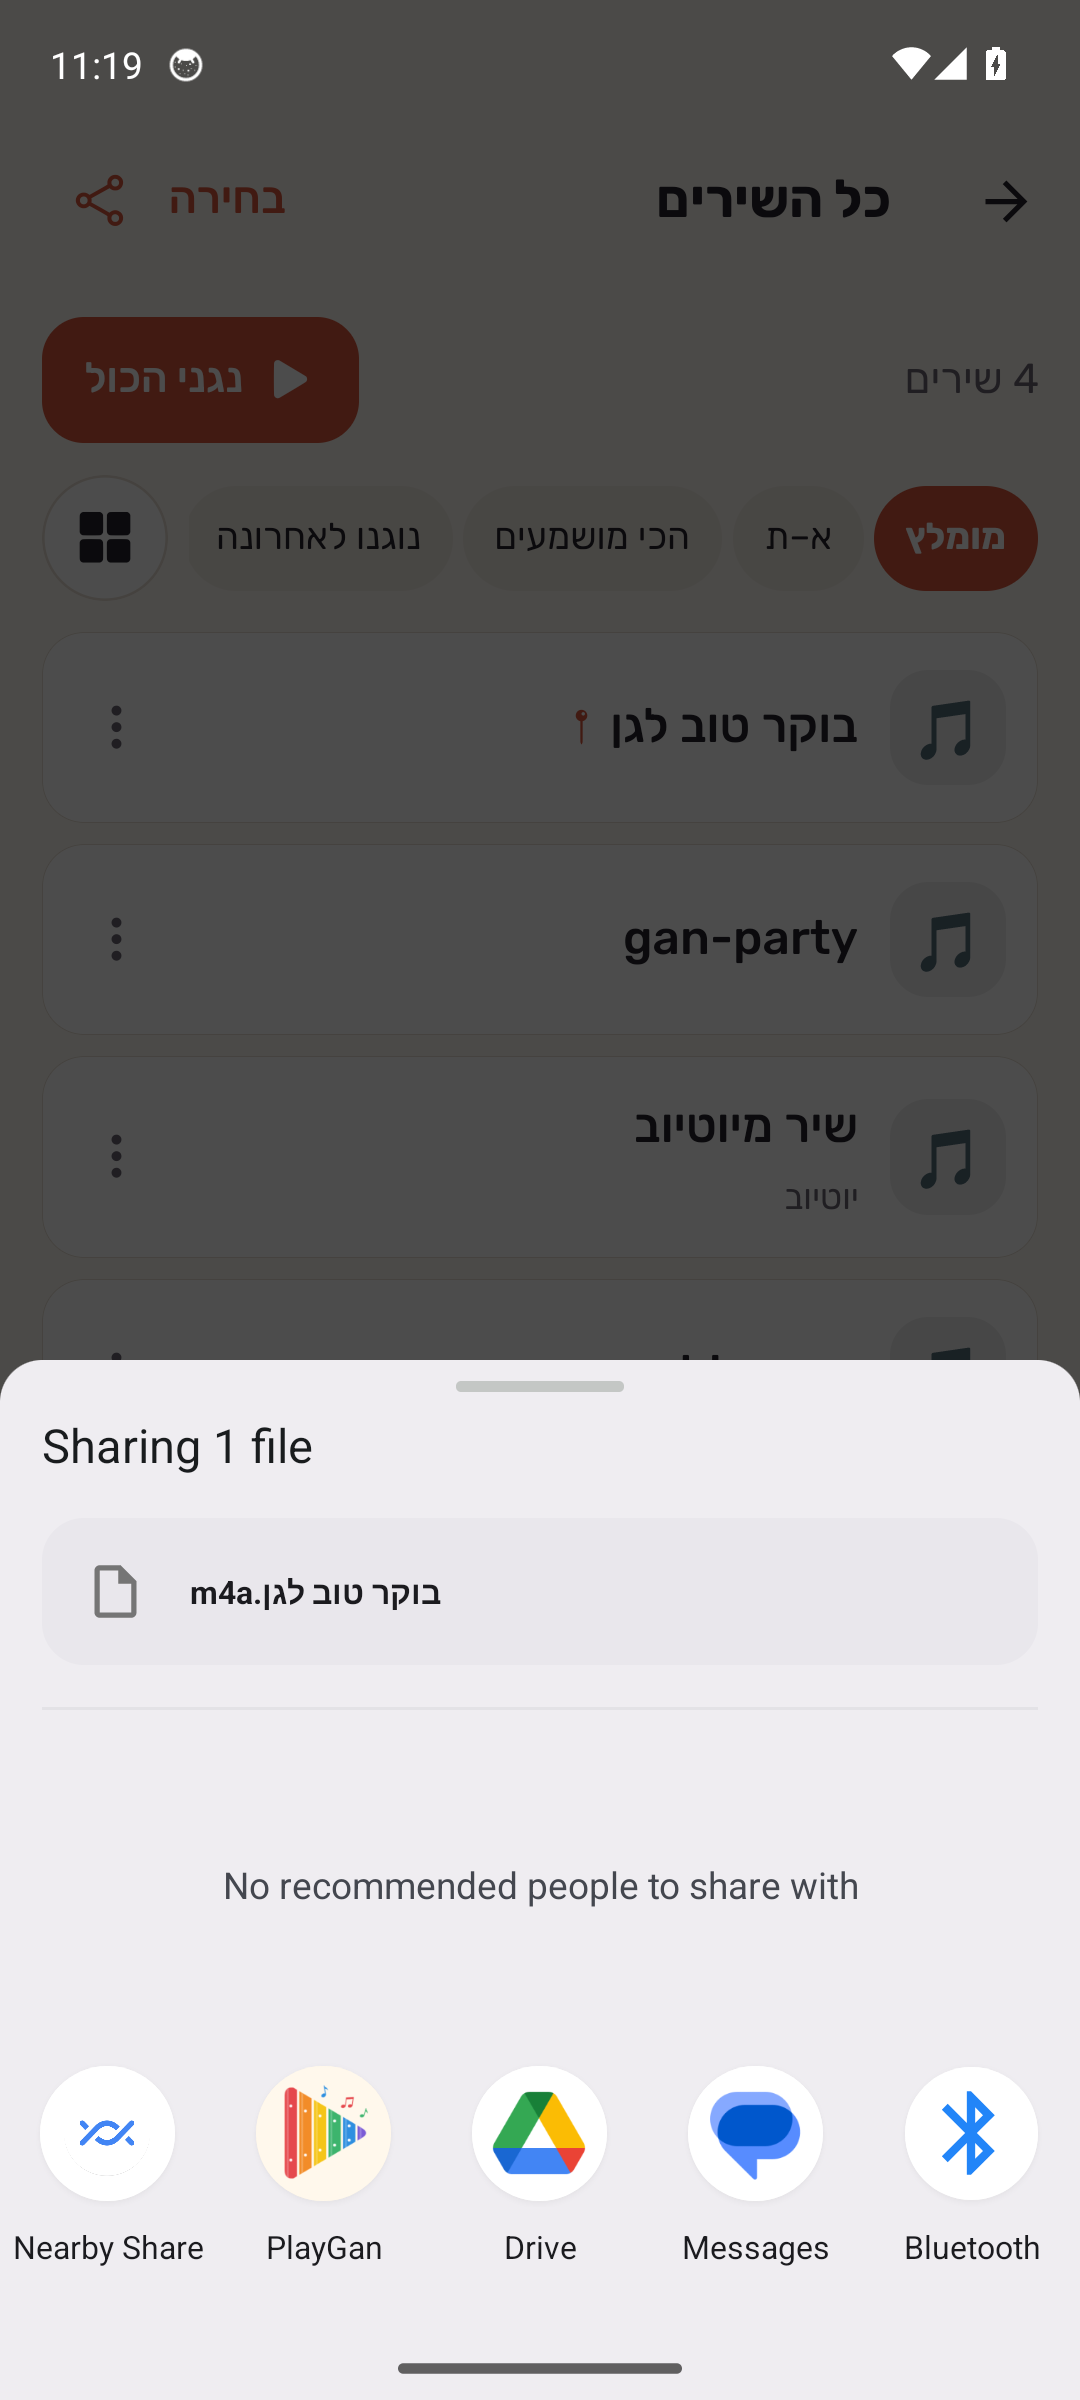 11:19
כל השירים
בחירה
4 שירים
נגני הכול
מומלץ
א-ת
הכי מושמעים
נוגנו לאחרונה
בוקר טוב לגן
gan-party
שיר מיוטיוב
יוטיוב
Sharing 1 file
בוקר טוב לגן.m4a
No recommended people to share with
Nearby Share
PlayGan
Drive
Messages
Bluetooth